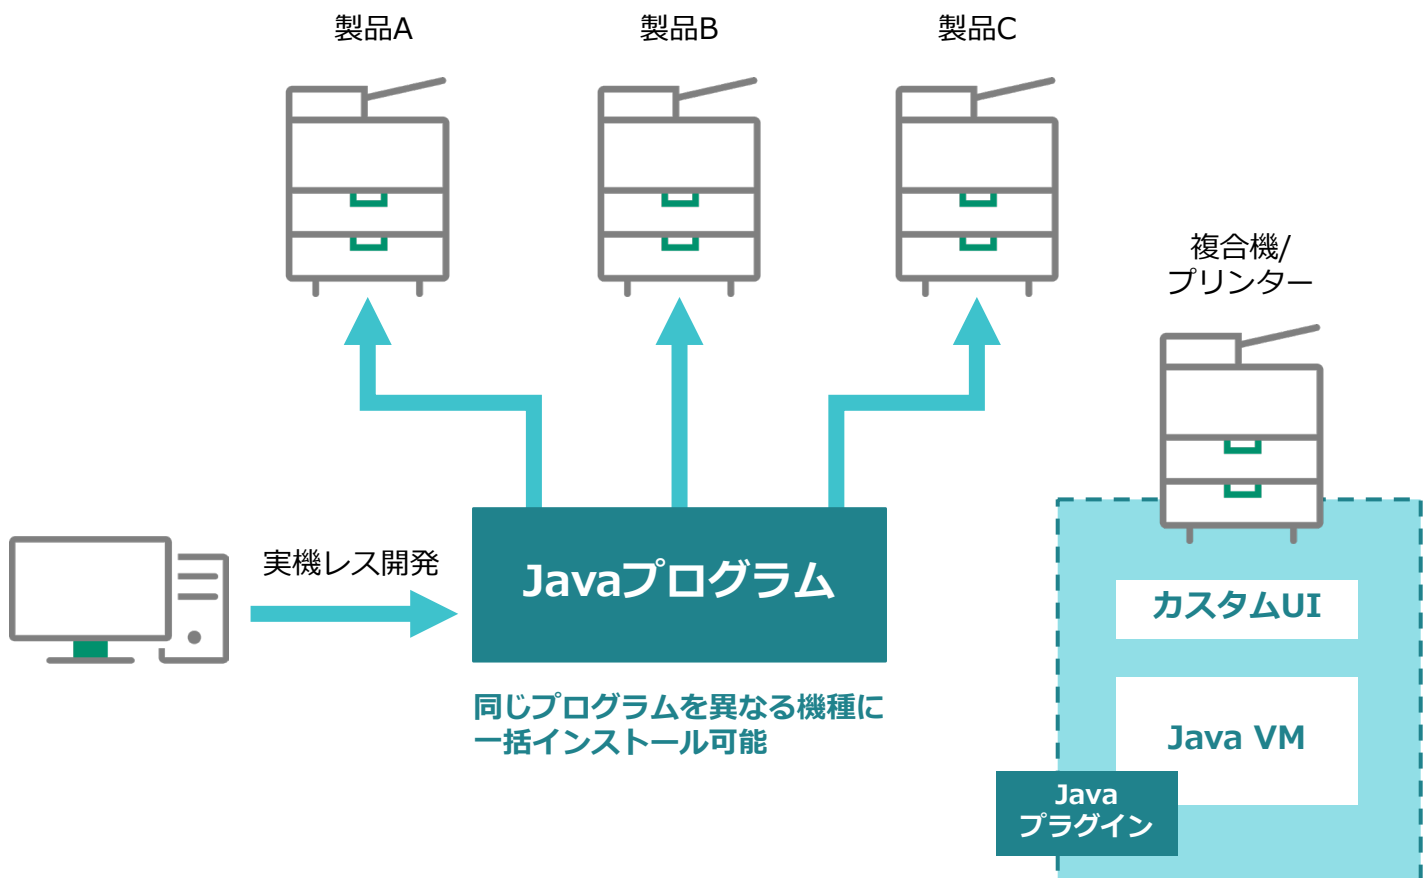 製品A
製品B
製品C
複合機/
プリンター
実機レス開発
Javaプログラム
同じプログラムを異なる機種に
一括インストール可能
カスタムUI
Java VM
Java
プラグイン